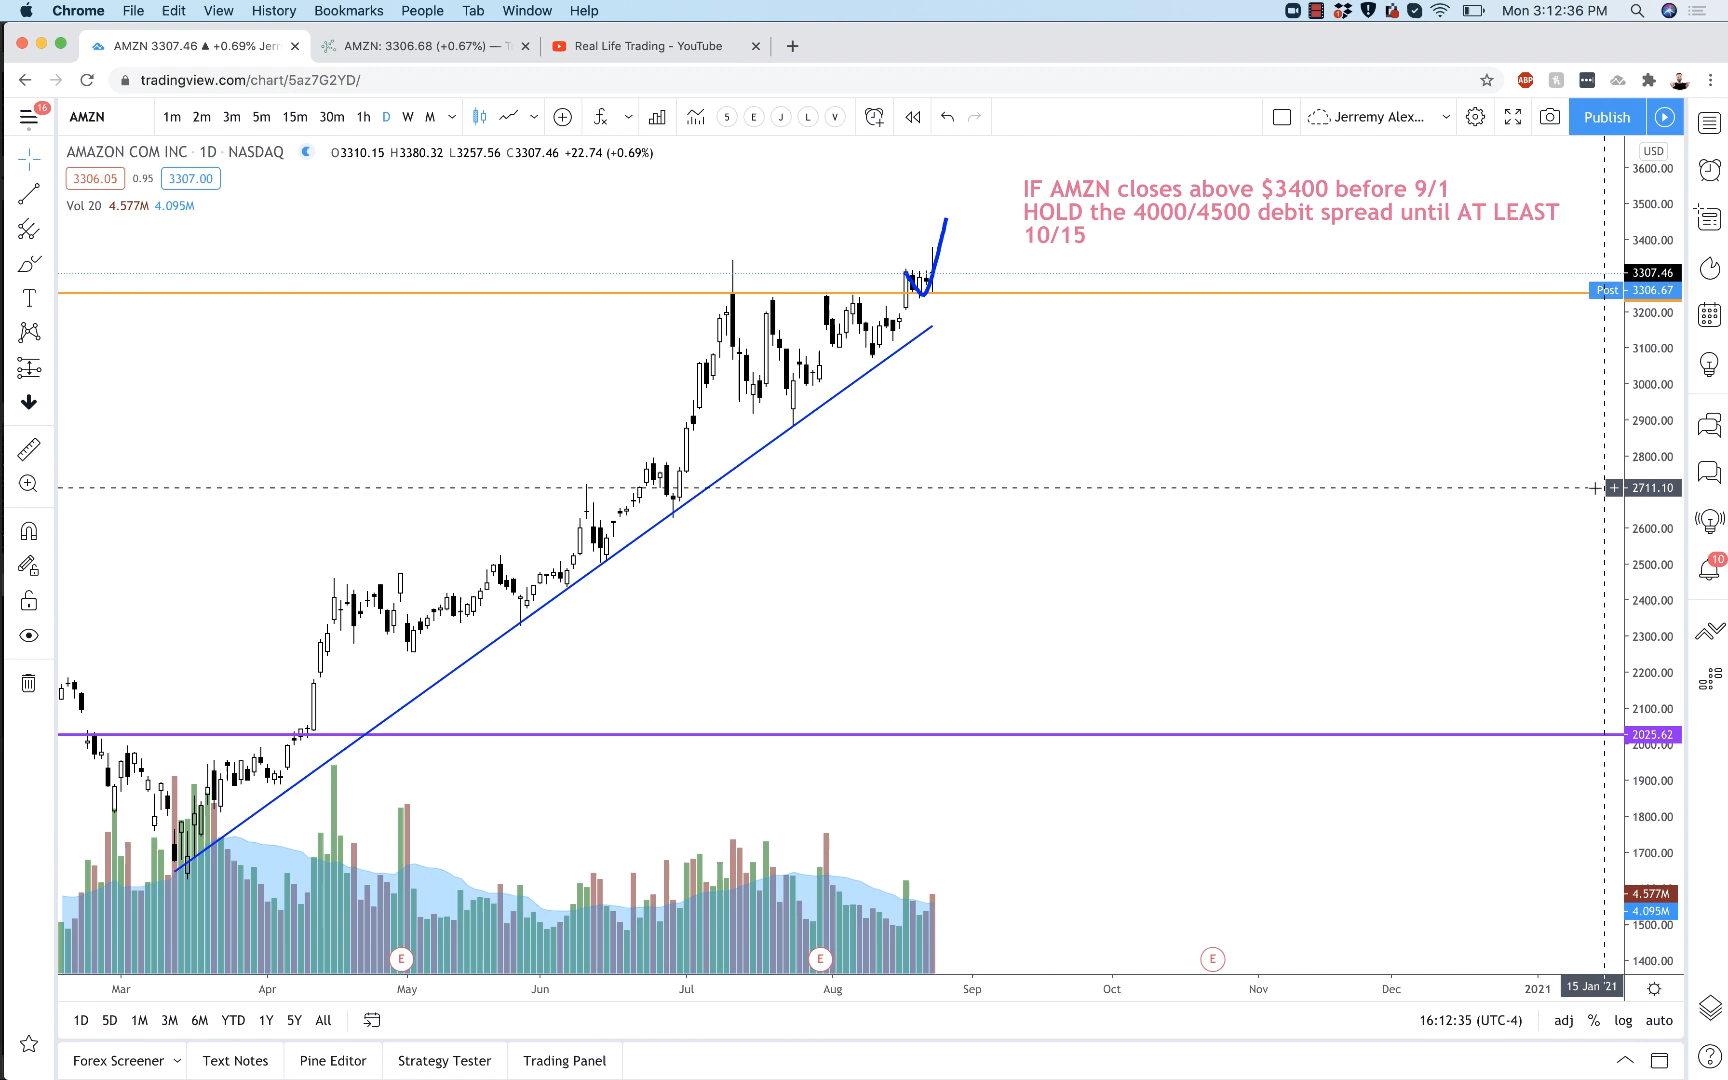 Chrome File Edit View History Bookmarks People Tab Window Help Mon 3:12:36 PM
AMZN 3307.46 ▲ +0.69% Jerr AMZN: 3306.68 (+0.67%) — T Real Life Trading - YouTube
tradingview.com/chart/5az7G2YD/ ABP
16
AMZN 1m 2m 3m 5m 15m 30m 1h D W M 5 E J L V Jerremy Alex... Publish
AMAZON COM INC · 1D · NASDAQ O3310.15 H3380.32 L3257.56 C3307.46 +22.74 (+0.69%)
USD
3306.05 0.95 3307.00
Vol 20 4.577M 4.095M
IF AMZN closes above $3400 before 9/1
HOLD the 4000/4500 debit spread until AT LEAST
10/15
3600.00
3500.00
3400.00
3307.46
Post 3306.67
3200.00
3100.00
3000.00
2900.00
2800.00
2711.10
2600.00
2500.00
10
2400.00
2300.00
2200.00
2100.00
2025.62
2000.00
1900.00
1800.00
1700.00
4.577M
4.095M
1500.00
1400.00
E E E
Mar Apr May Jun Jul Aug Sep Oct Nov Dec 2021 15 Jan '21
1D 5D 1M 3M 6M YTD 1Y 5Y All 16:12:35 (UTC-4) adj % log auto
Forex Screener Text Notes Pine Editor Strategy Tester Trading Panel